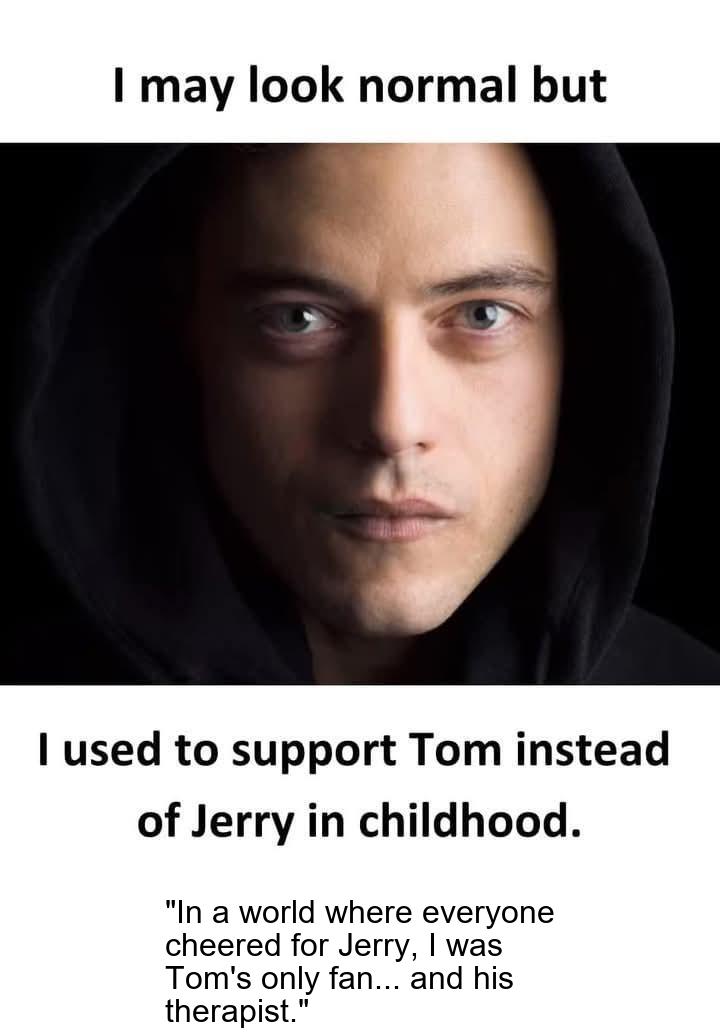 I may look normal but
I used to support Tom instead
of Jerry in childhood.
"In a world where everyone
cheered for Jerry, I was
Tom's only fan... and his
therapist."